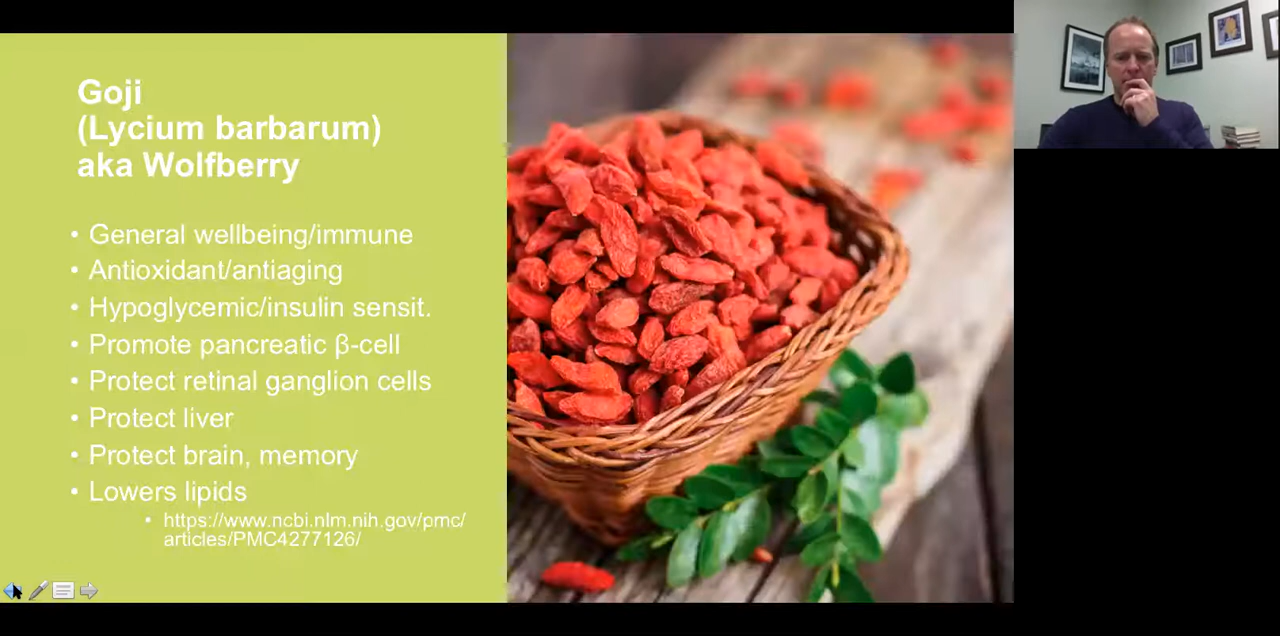 Goji
(Lycium barbarum)
aka Wolfberry
• General wellbeing/immune
• Antioxidant/antiaging
• Hypoglycemic/insulin sensit.
• Promote pancreatic β-cell
• Protect retinal ganglion cells
• Protect liver
• Protect brain, memory
• Lowers lipids
• https://www.ncbi.nlm.nih.gov/pmc/
articles/PMC4277126/